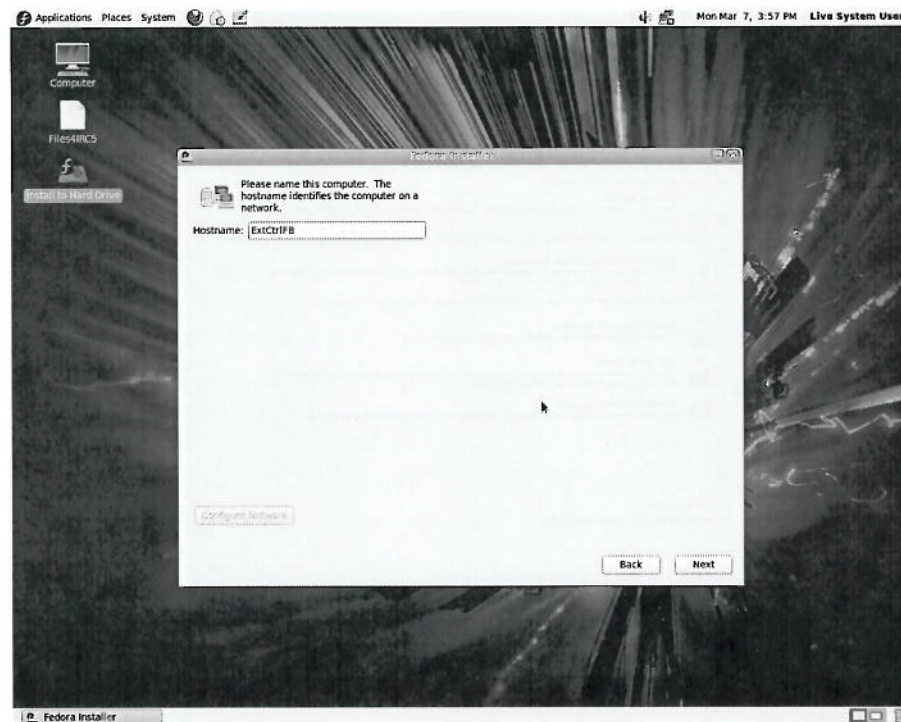 Applications Places System Mon Mar 7, 3:57 PM Live System User
Computer
Files4IRC5
Install to Hard Drive
Fedora Installer
Please name this computer. The
hostname identifies the computer on a
network.
Hostname: ExtCtrlFB
Configure Network
Back Next
Fedora Installer